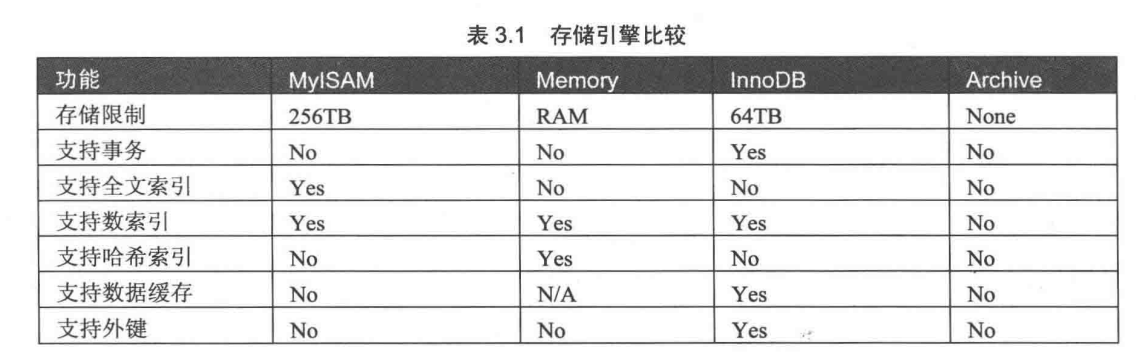 表 3.1 存储引擎比较
功能 MyISAM Memory InnoDB Archive
存储限制 256TB RAM 64TB None
支持事务 No No Yes No
支持全文索引 Yes No No No
支持数索引 Yes Yes Yes No
支持哈希索引 No Yes No No
支持数据缓存 No N/A Yes No
支持外键 No No Yes No